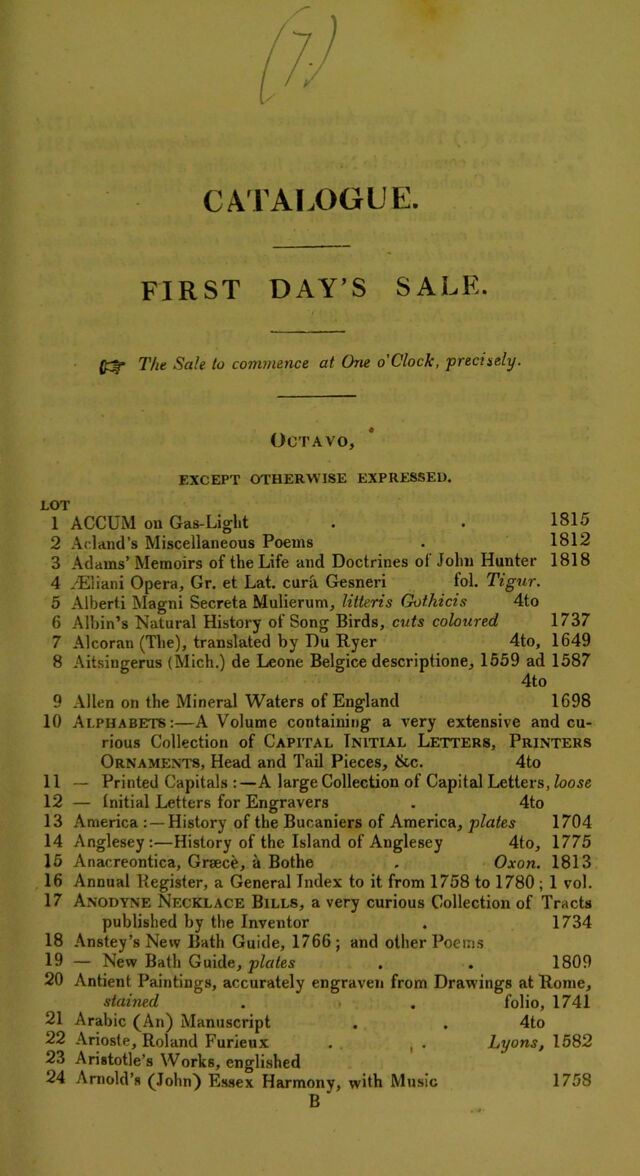 (7.)
CATALOGUE.
FIRST DAY'S SALE.
☞ The Sale to commence at One o'Clock, precisely.
OCTAVO,
EXCEPT OTHERWISE EXPRESSED.
LOT
1 ACCUM on Gas-Light . . 1815
2 Acland's Miscellaneous Poems . 1812
3 Adams' Memoirs of the Life and Doctrines of John Hunter 1818
4 Æliani Opera, Gr. et Lat. curâ Gesneri fol. Tigur.
5 Alberti Magni Secreta Mulierum, litteris Gothicis 4to
6 Albin's Natural History of Song Birds, cuts coloured 1737
7 Alcoran (The), translated by Du Ryer 4to, 1649
8 Aitsingerus (Mich.) de Leone Belgice descriptione, 1559 ad 1587
4to
9 Allen on the Mineral Waters of England 1698
10 ALPHABETS:—A Volume containing a very extensive and cu-
rious Collection of CAPITAL INITIAL LETTERS, PRINTERS
ORNAMENTS, Head and Tail Pieces, &c. 4to
11 — Printed Capitals:—A large Collection of Capital Letters, loose
12 — Initial Letters for Engravers . 4to
13 America:—History of the Bucaniers of America, plates 1704
14 Anglesey:—History of the Island of Anglesey 4to, 1775
15 Anacreontica, Græcè, à Bothe . Oxon. 1813
16 Annual Register, a General Index to it from 1758 to 1780; 1 vol.
17 ANODYNE NECKLACE BILLS, a very curious Collection of Tracts
published by the Inventor . 1734
18 Anstey's New Bath Guide, 1766; and other Poems
19 — New Bath Guide, plates . . 1809
20 Antient Paintings, accurately engraven from Drawings at Rome,
stained . . folio, 1741
21 Arabic (An) Manuscript . . 4to
22 Arioste, Roland Furieux . . Lyons, 1582
23 Aristotle's Works, englished
24 Arnold's (John) Essex Harmony, with Music 1758
B